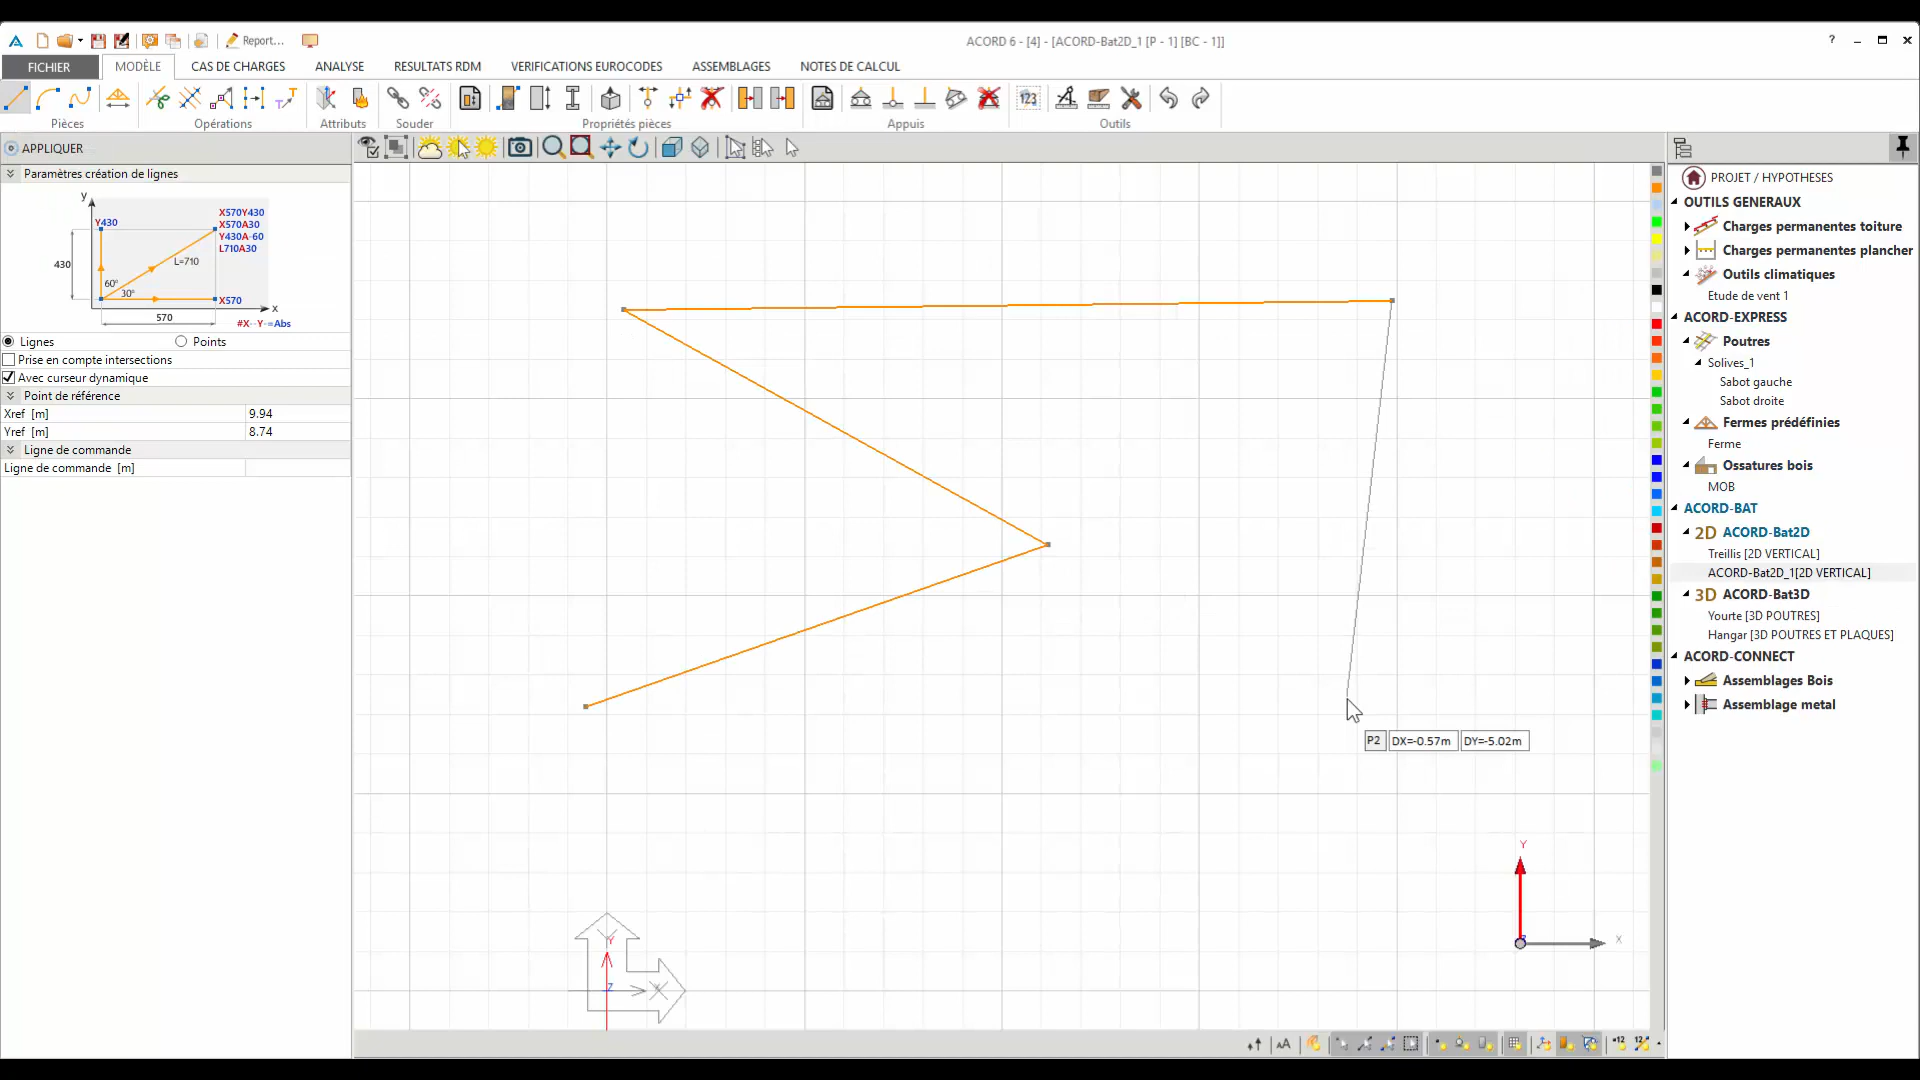 Report...
ACORD 6 - [4] - [ACORD-Bat2D_1 [P - 1] [BC - 1]]
?
FICHIER
MODÈLE
CAS DE CHARGES
ANALYSE
RESULTATS RDM
VERIFICATIONS EUROCODES
ASSEMBLAGES
NOTES DE CALCUL
123
Pièces
Opérations
Attributs
Souder
Propriétés pièces
Appuis
Outils
APPLIQUER
Paramètres création de lignes
y
Y430
X570Y430
X570A30
Y430A-60
L710A30
L=710
430
60°
30°
X570
x
570
#X--Y-=Abs
Lignes
Points
Prise en compte intersections
Avec curseur dynamique
Point de référence
Xref [m]
9.94
Yref [m]
8.74
Ligne de commande
Ligne de commande [m]
P2
DX=-0.57m
DY=-5.02m
Y
X
Z
Y
Z
X
PROJET / HYPOTHESES
OUTILS GENERAUX
Charges permanentes toiture
Charges permanentes plancher
Outils climatiques
Etude de vent 1
ACORD-EXPRESS
Poutres
Solives_1
Sabot gauche
Sabot droite
Fermes prédéfinies
Ferme
Ossatures bois
MOB
ACORD-BAT
2D ACORD-Bat2D
Treillis [2D VERTICAL]
ACORD-Bat2D_1[2D VERTICAL]
3D ACORD-Bat3D
Yourte [3D POUTRES]
Hangar [3D POUTRES ET PLAQUES]
ACORD-CONNECT
Assemblages Bois
Assemblage metal
AA